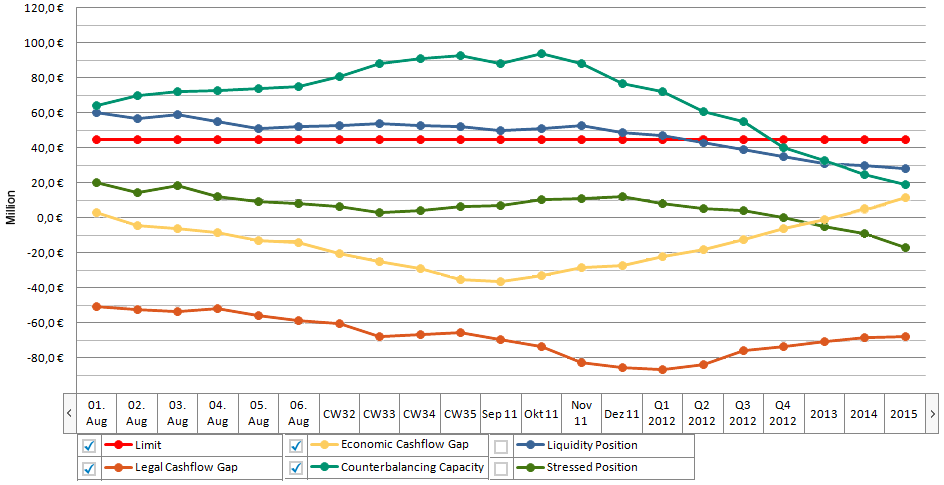 120,0 €
100,0 €
80,0 €
60,0 €
40,0 €
20,0 €
0,0 €
-20,0 €
-40,0 €
-60,0 €
-80,0 €
Million
01. Aug
02. Aug
03. Aug
04. Aug
05. Aug
06. Aug
CW32
CW33
CW34
CW35
Sep 11
Okt 11
Nov 11
Dez 11
Q1 2012
Q2 2012
Q3 2012
Q4 2012
2013
2014
2015
Limit
Economic Cashflow Gap
Liquidity Position
Legal Cashflow Gap
Counterbalancing Capacity
Stressed Position